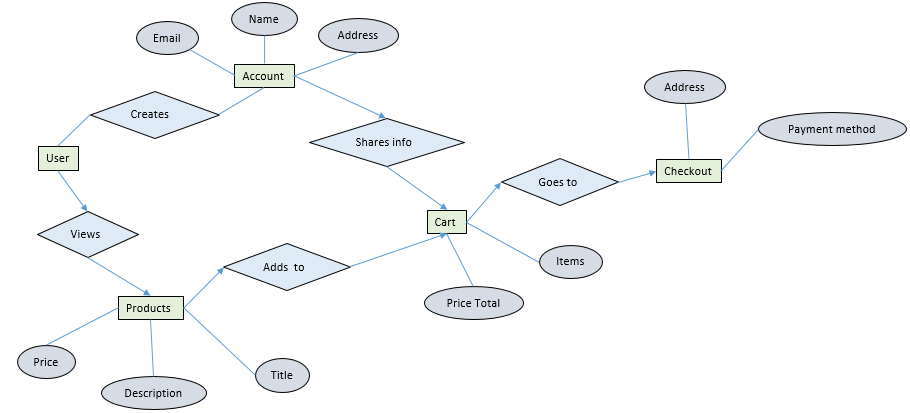 Name
Email
Address
Account
Address
Creates
Payment method
Shares info
User
Checkout
Goes to
Cart
Views
Items
Adds  to
Price Total
Products
Price
Title
Description